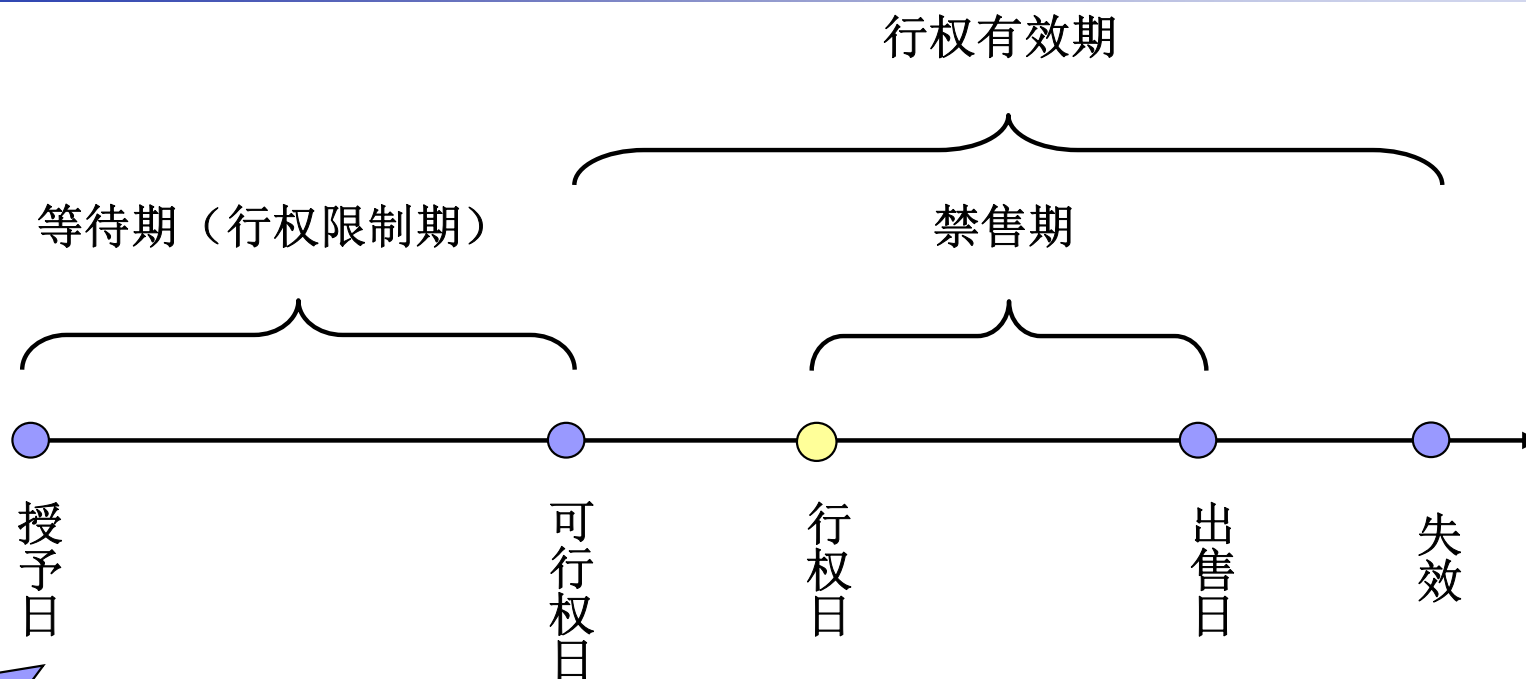 行权有效期
等待期（行权限制期）
禁售期
授予日
可行权日
行权日
出售日
失效